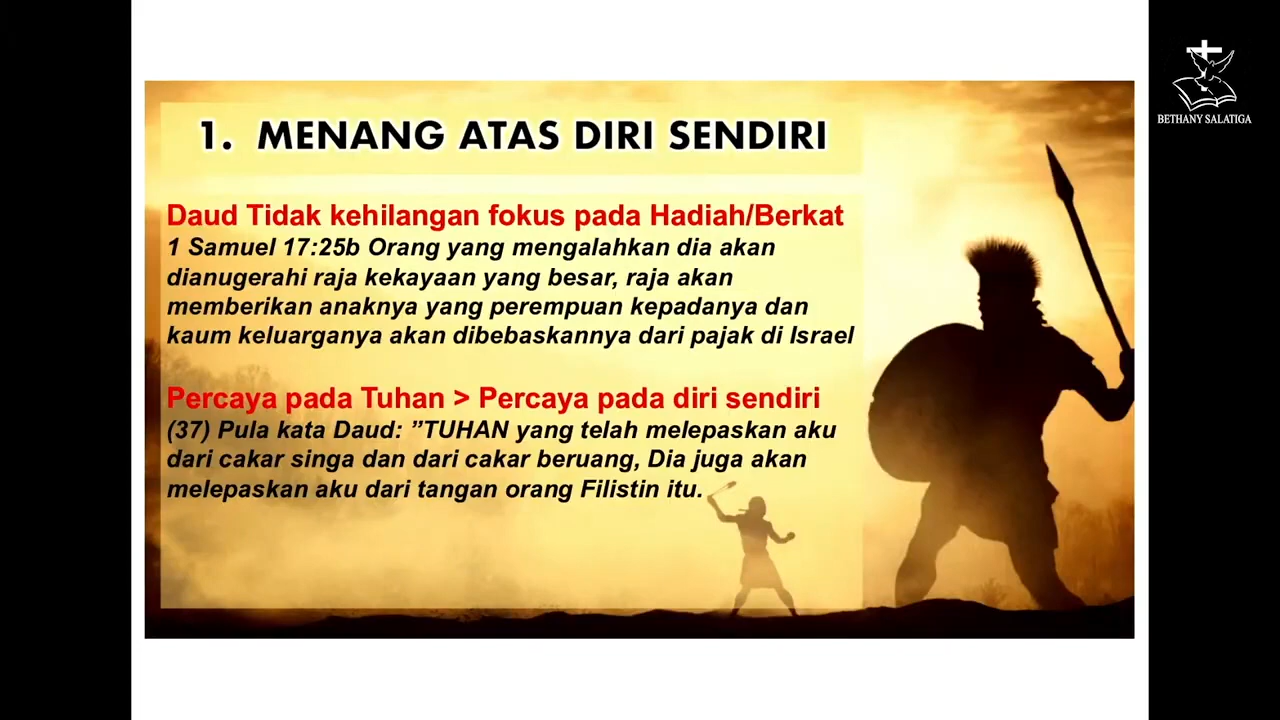 BETHANY SALATIGA
1. MENANG ATAS DIRI SENDIRI
Daud Tidak kehilangan fokus pada Hadiah/Berkat
1 Samuel 17:25b Orang yang mengalahkan dia akan
dianugerahi raja kekayaan yang besar, raja akan
memberikan anaknya yang perempuan kepadanya dan
kaum keluarganya akan dibebaskannya dari pajak di Israel
Percaya pada Tuhan > Percaya pada diri sendiri
(37) Pula kata Daud: ”TUHAN yang telah melepaskan aku
dari cakar singa dan dari cakar beruang, Dia juga akan
melepaskan aku dari tangan orang Filistin itu.